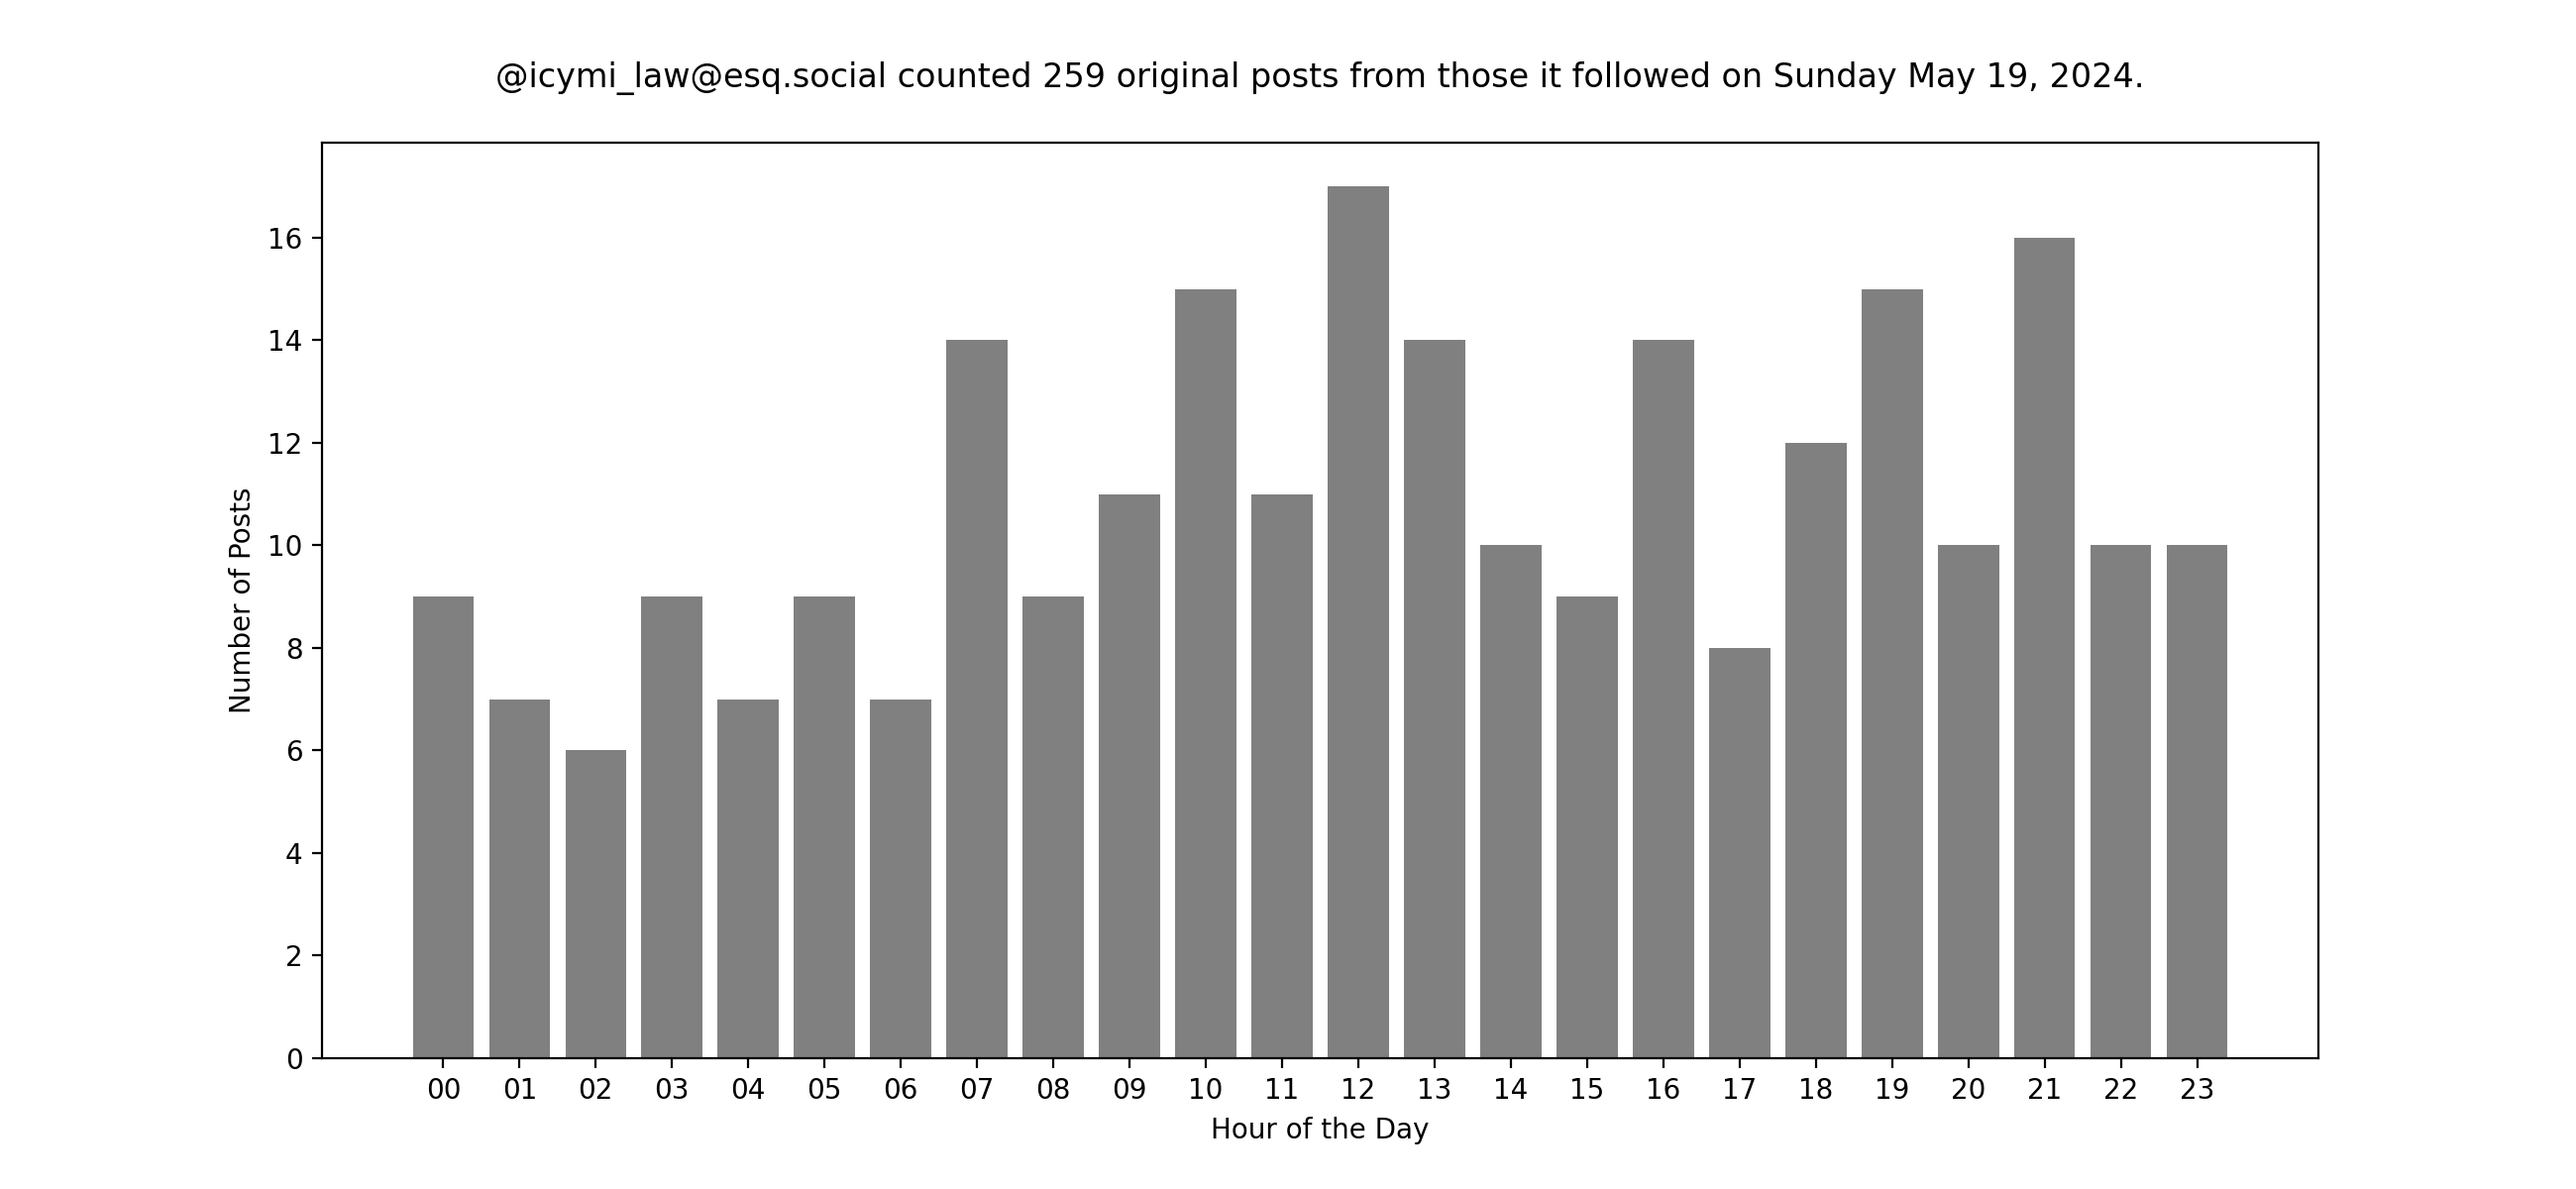 @icymi_law@esq.social counted 259 original posts from those it followed on Sunday May 19, 2024.
16
14
12
10
8
6
4
2
0
Number of Posts
00 01 02 03 04 05 06 07 08 09 10 11 12 13 14 15 16 17 18 19 20 21 22 23
Hour of the Day